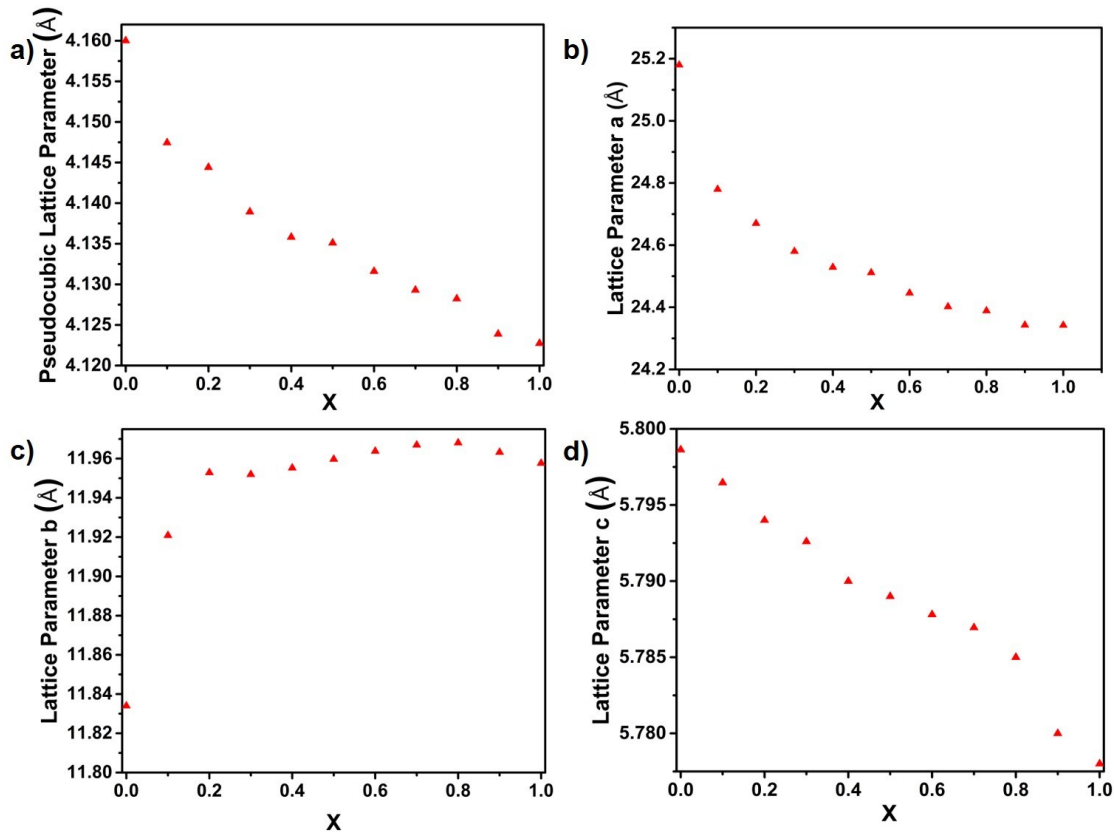 a)
Pseudocubic Lattice Parameter (Å)
4.160
4.155
4.150
4.145
4.140
4.135
4.130
4.125
4.120
0.0 0.2 0.4 0.6 0.8 1.0
X
b)
Lattice Parameter a (Å)
25.2
25.0
24.8
24.6
24.4
24.2
0.0 0.2 0.4 0.6 0.8 1.0
X
c)
Lattice Parameter b (Å)
11.96
11.94
11.92
11.90
11.88
11.86
11.84
11.82
11.80
0.0 0.2 0.4 0.6 0.8 1.0
X
d)
Lattice Parameter c (Å)
5.800
5.795
5.790
5.785
5.780
0.0 0.2 0.4 0.6 0.8 1.0
X